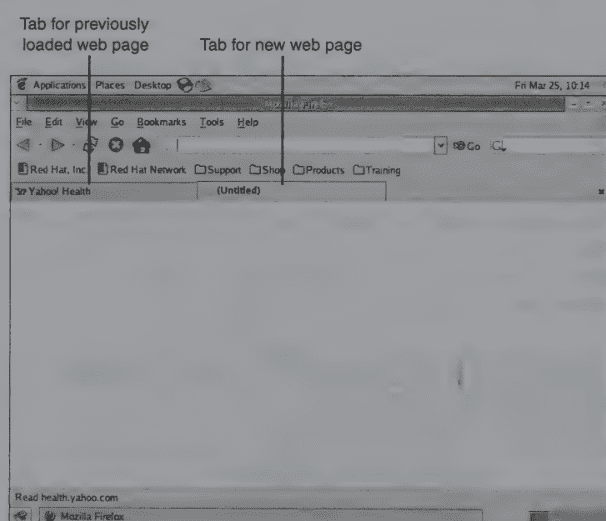 Tab for previously
loaded web page
Tab for new web page
Applications Places Desktop Fri Mar 25, 10:14
Mozilla Firefox
File Edit View Go Bookmarks Tools Help
Go
Red Hat, Inc. Red Hat Network Support Shop Products Training
Yahoo! Health (Untitled)
Read health.yahoo.com
Mozilla Firefox